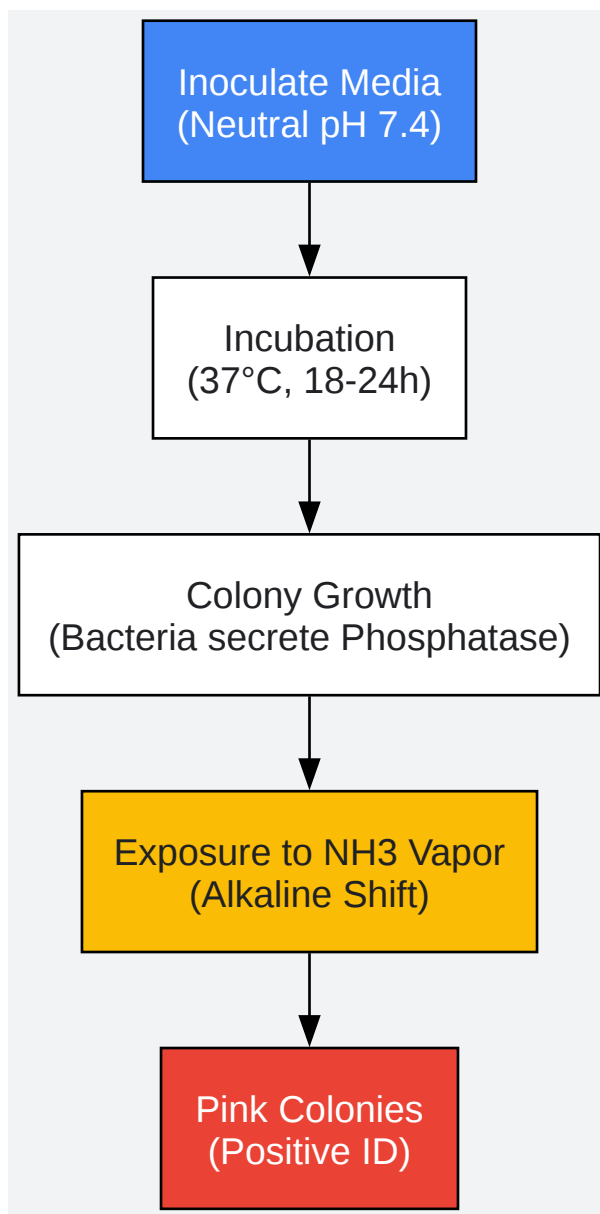 Inoculate Media
(Neutral pH 7.4)
Incubation
(37°C, 18-24h)
Colony Growth
(Bacteria secrete Phosphatase)
Exposure to NH3 Vapor
(Alkaline Shift)
Pink Colonies
(Positive ID)